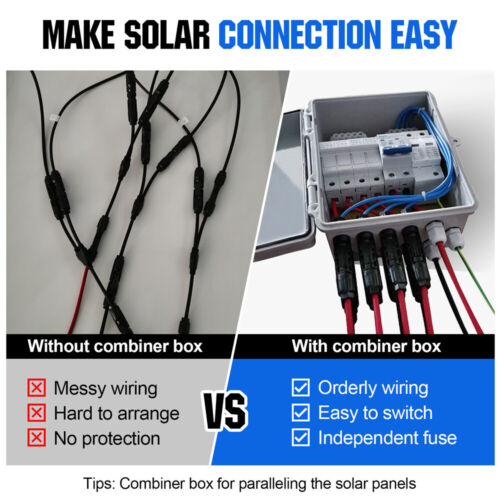 MAKE SOLAR CONNECTION EASY
Without combiner box
With combiner box
Messy wiring
Hard to arrange
No protection
VS
Orderly wiring
Easy to switch
Independent fuse
Tips: Combiner box for paralleling the solar panels